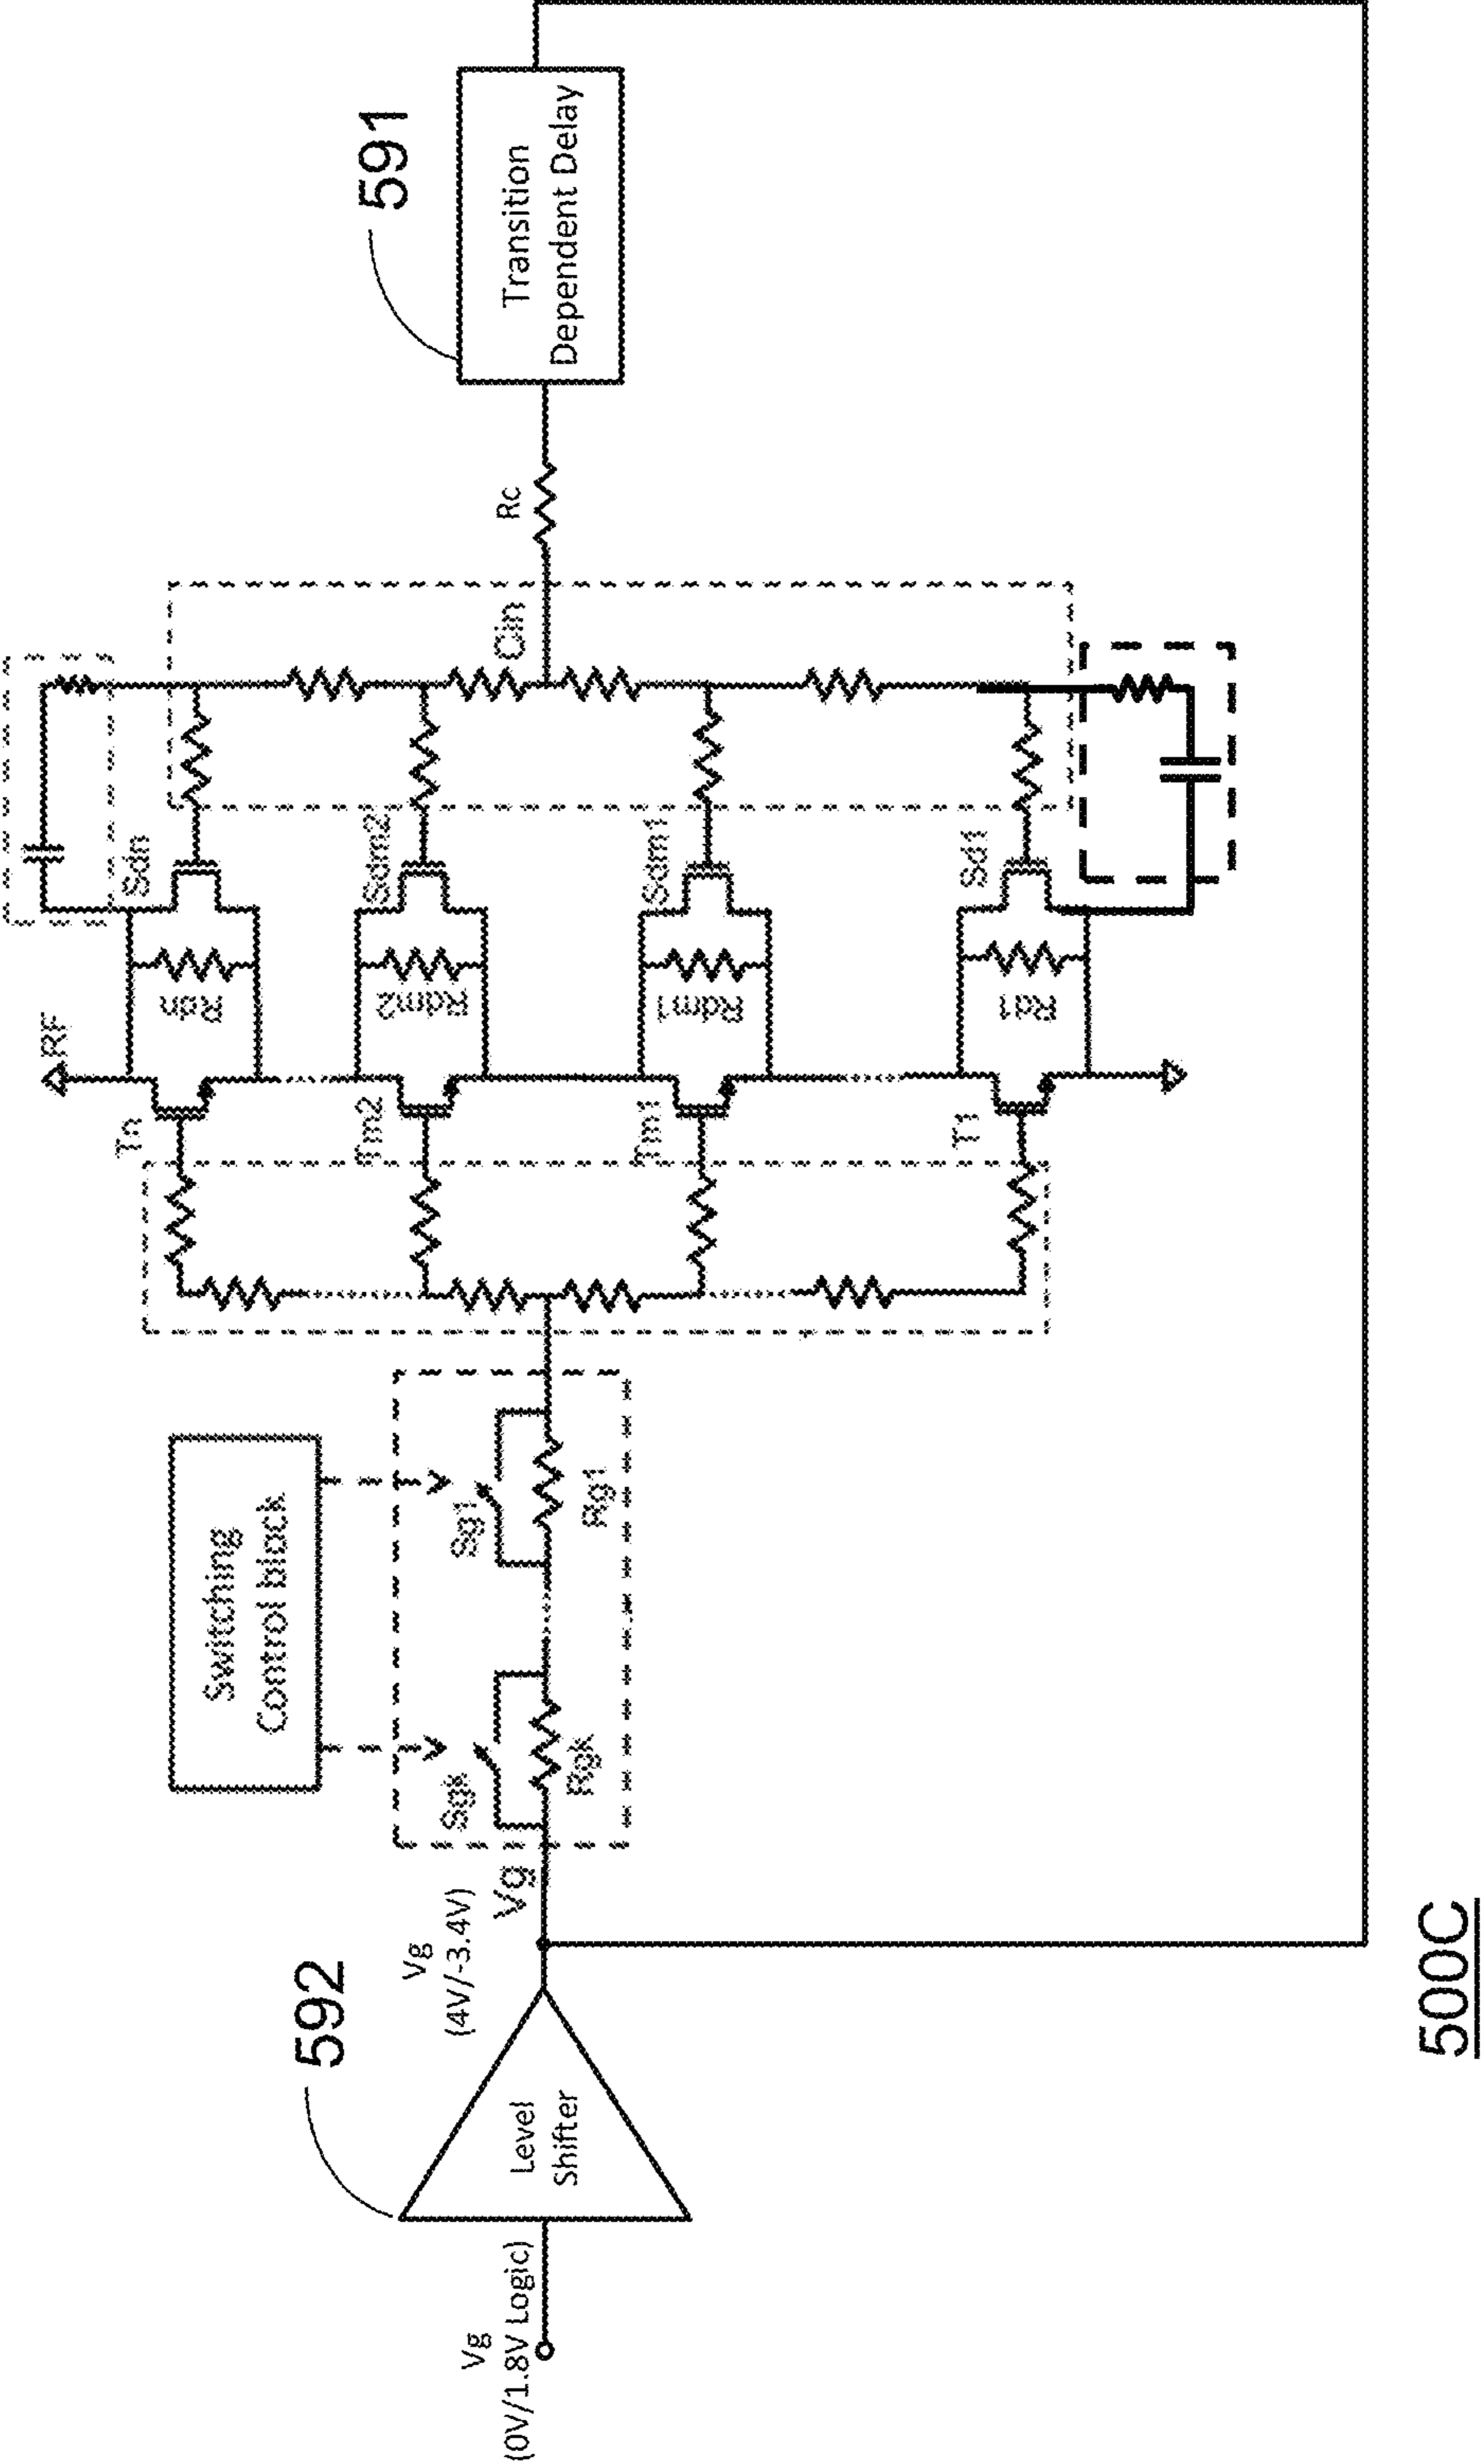 591
Transition
Dependent Delay
Rc
Cin
Sdn
Sdm2
Sdm1
Sd1
Rdn
Rdm2
Rdm1
Rd1
RF
Tn
Tm2
Tm1
T1
Switching
Control block
Sg1
Rg1
Sgk
Rgk
Vg
Vg
(4V/-3.4V)
592
Level
Shifter
Vg
(0V/1.8V Logic)
500C